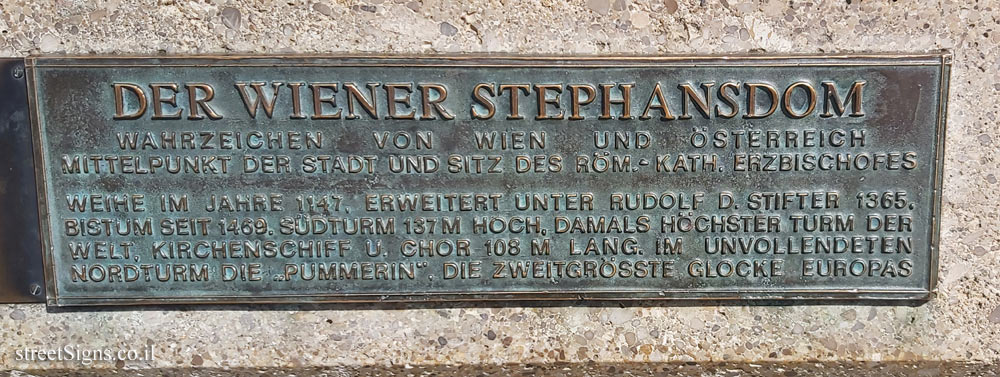 DER WIENER STEPHANSDOM
WAHRZEICHEN VON WIEN UND ÖSTERREICH
MITTELPUNKT DER STADT UND SITZ DES RÖM.- KATH. ERZBISCHOFES
WEIHE IM JAHRE 1147, ERWEITERT UNTER RUDOLF D. STIFTER 1365.
BISTUM SEIT 1469. SÜDTURM 137 M HOCH, DAMALS HÖCHSTER TURM DER
WELT, KIRCHENSCHIFF U. CHOR 108 M LANG. IM UNVOLLENDETEN
NORDTURM DIE „PUMMERIN“, DIE ZWEITGRÖSSTE GLOCKE EUROPAS
streetSigns.co.il